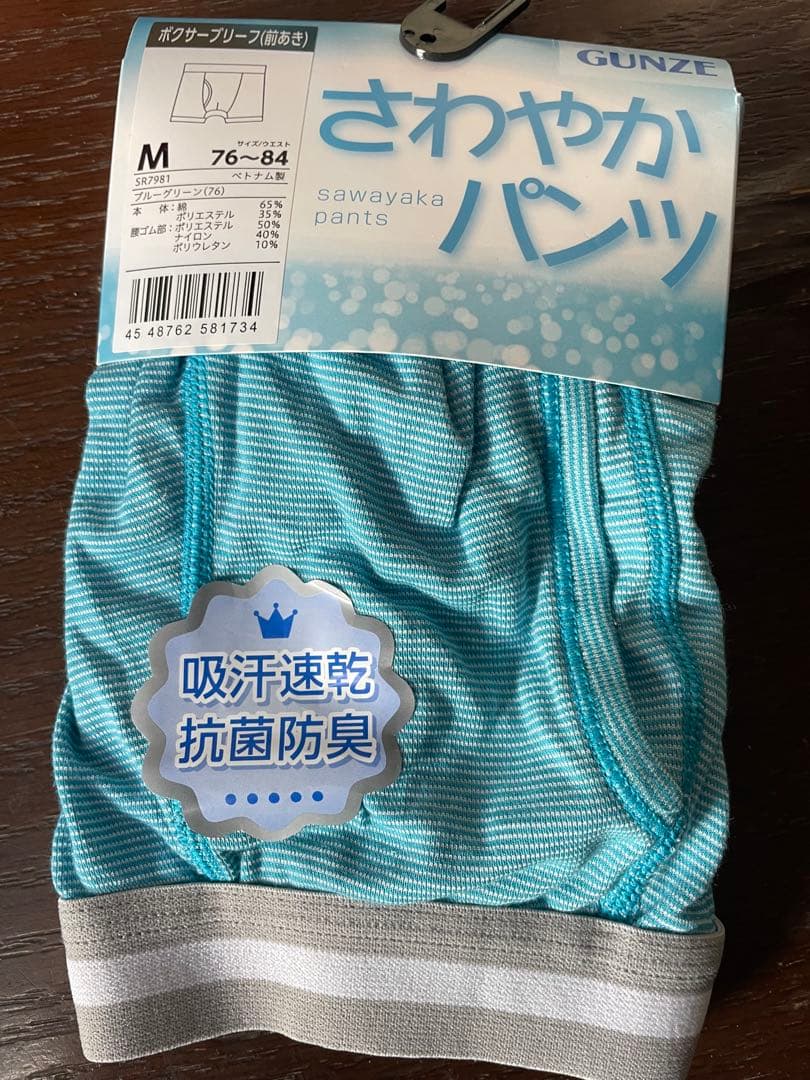 ボクサーブリーフ(前あき)
GUNZE
さわやか
sawayaka
pants
パンツ
サイズ/ウエスト
M 76〜84
SR7981 ベトナム製
ブルーグリーン(76)
本 体:綿 65%
ポリエステル 35%
腰ゴム部:ポリエステル 50%
ナイロン 40%
ポリウレタン 10%
45 48762 581734
吸汗速乾
抗菌防臭